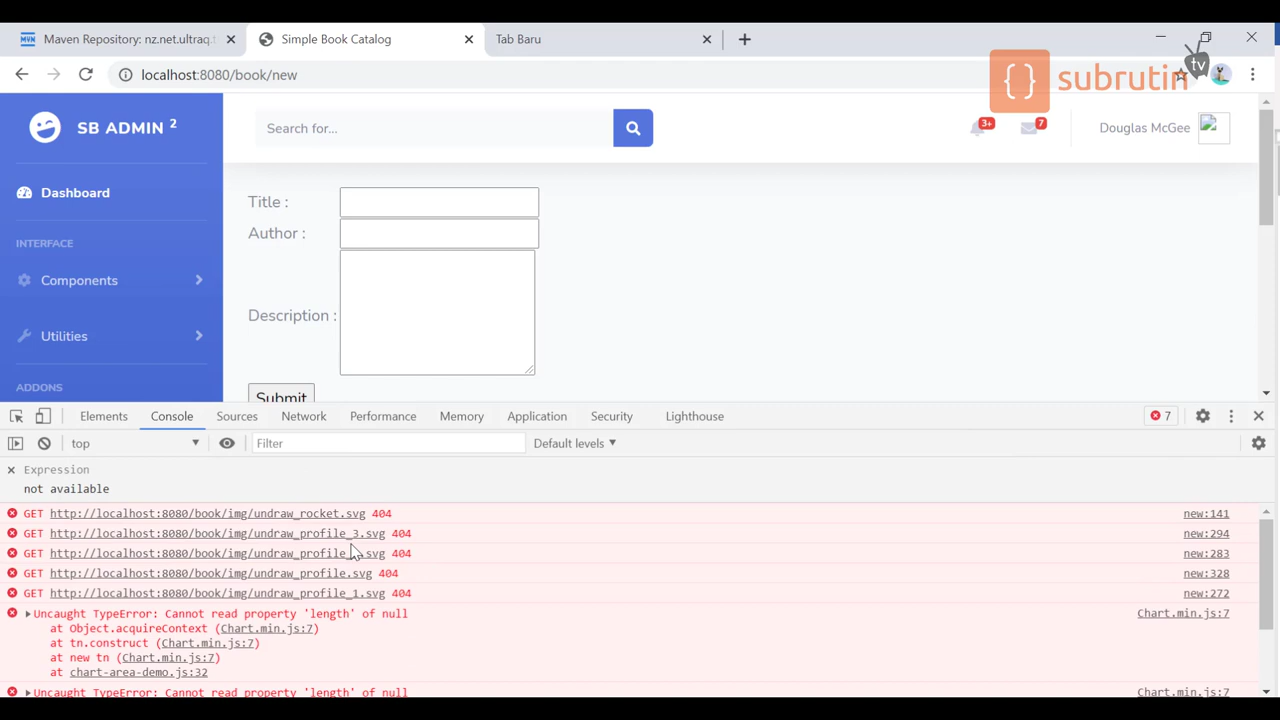 Maven Repository: nz.net.ultraq.t
Simple Book Catalog
Tab Baru
localhost:8080/book/new
{ } subrutin tv
SB ADMIN 2
Search for...
3+
7
Douglas McGee
Dashboard
INTERFACE
Components
Utilities
ADDONS
Title :
Author :
Description :
Submit
Elements Console Sources Network Performance Memory Application Security Lighthouse 7
top Filter Default levels
Expression
not available
GET http://localhost:8080/book/img/undraw_rocket.svg 404 new:141
GET http://localhost:8080/book/img/undraw_profile_3.svg 404 new:294
GET http://localhost:8080/book/img/undraw_profile_.svg 404 new:283
GET http://localhost:8080/book/img/undraw_profile.svg 404 new:328
GET http://localhost:8080/book/img/undraw_profile_1.svg 404 new:272
Uncaught TypeError: Cannot read property 'length' of null Chart.min.js:7
at Object.acquireContext (Chart.min.js:7)
at tn.construct (Chart.min.js:7)
at new tn (Chart.min.js:7)
at chart-area-demo.js:32
Uncaught TypeError: Cannot read property 'length' of null Chart.min.js:7